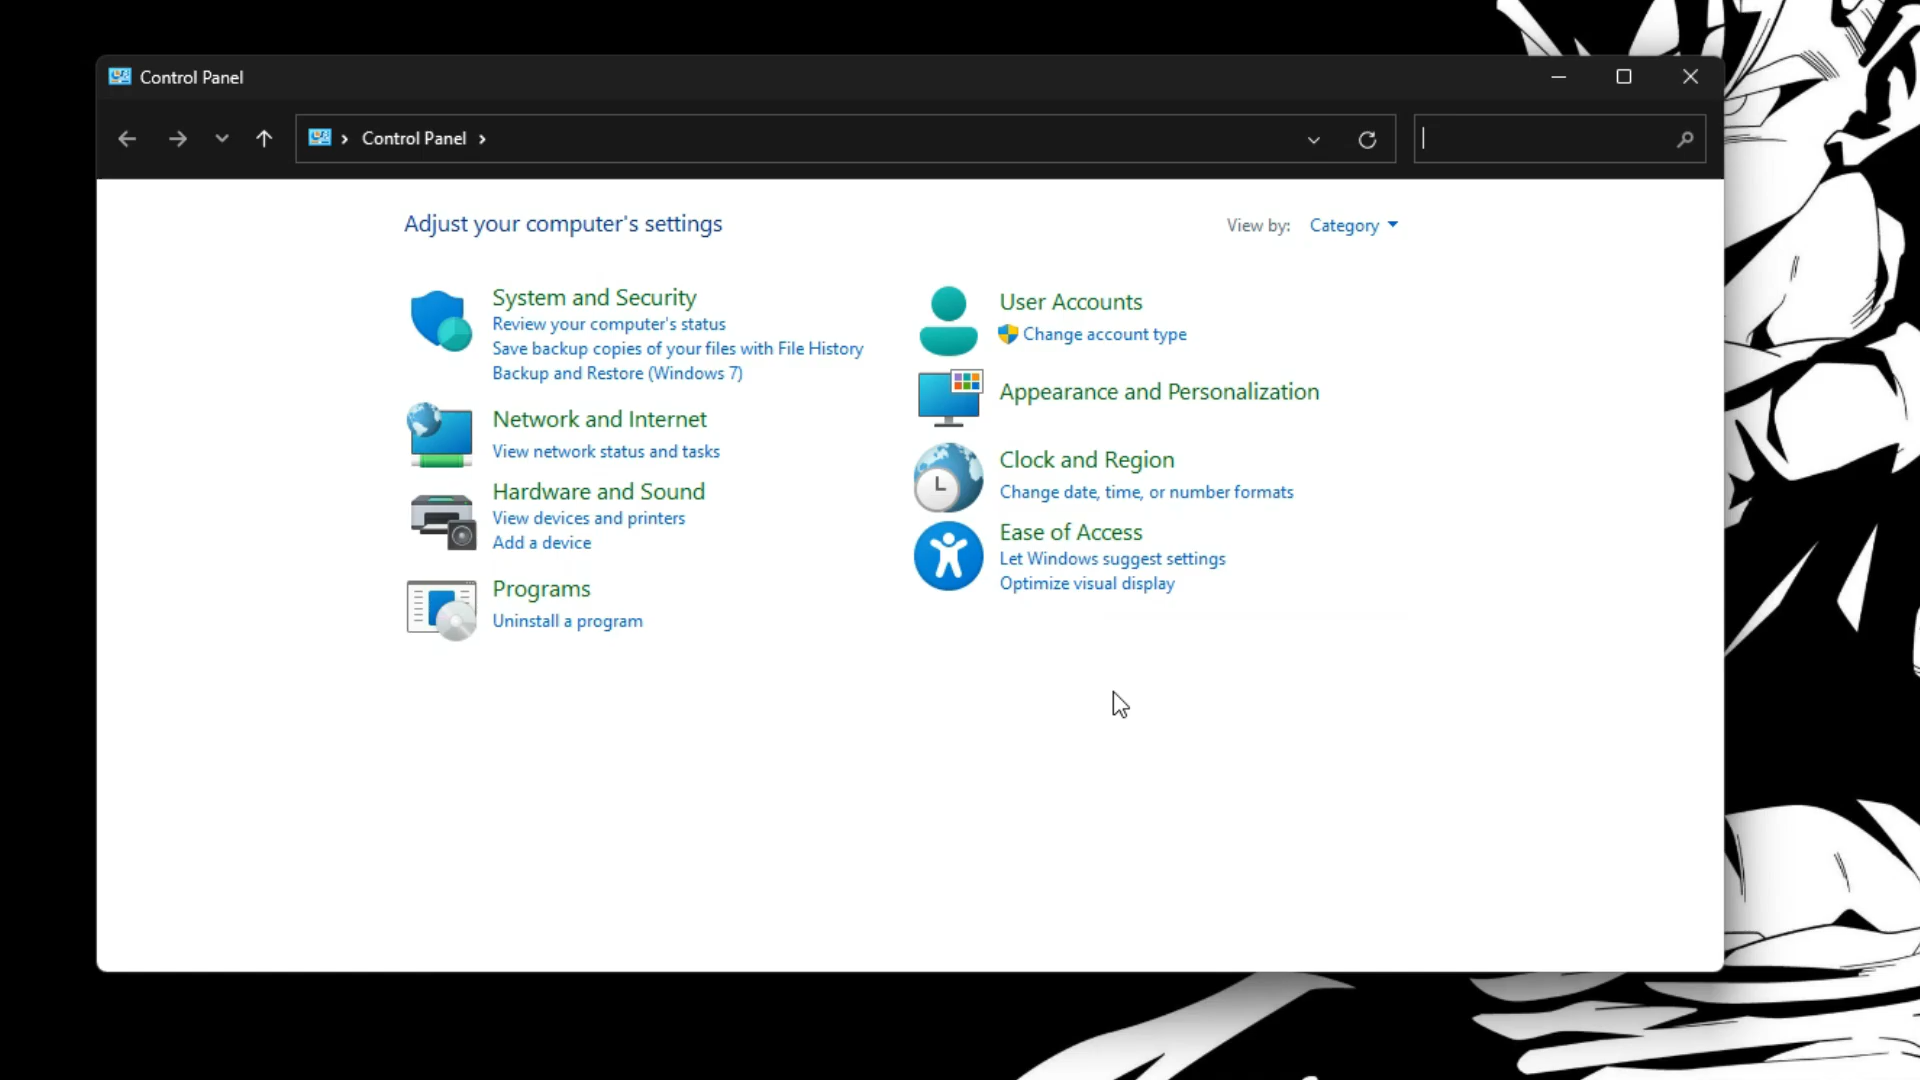 Control Panel
Control Panel
Adjust your computer's settings
View by: Category
System and Security
Review your computer's status
Save backup copies of your files with File History
Backup and Restore (Windows 7)
Network and Internet
View network status and tasks
Hardware and Sound
View devices and printers
Add a device
Programs
Uninstall a program
User Accounts
Change account type
Appearance and Personalization
Clock and Region
Change date, time, or number formats
Ease of Access
Let Windows suggest settings
Optimize visual display